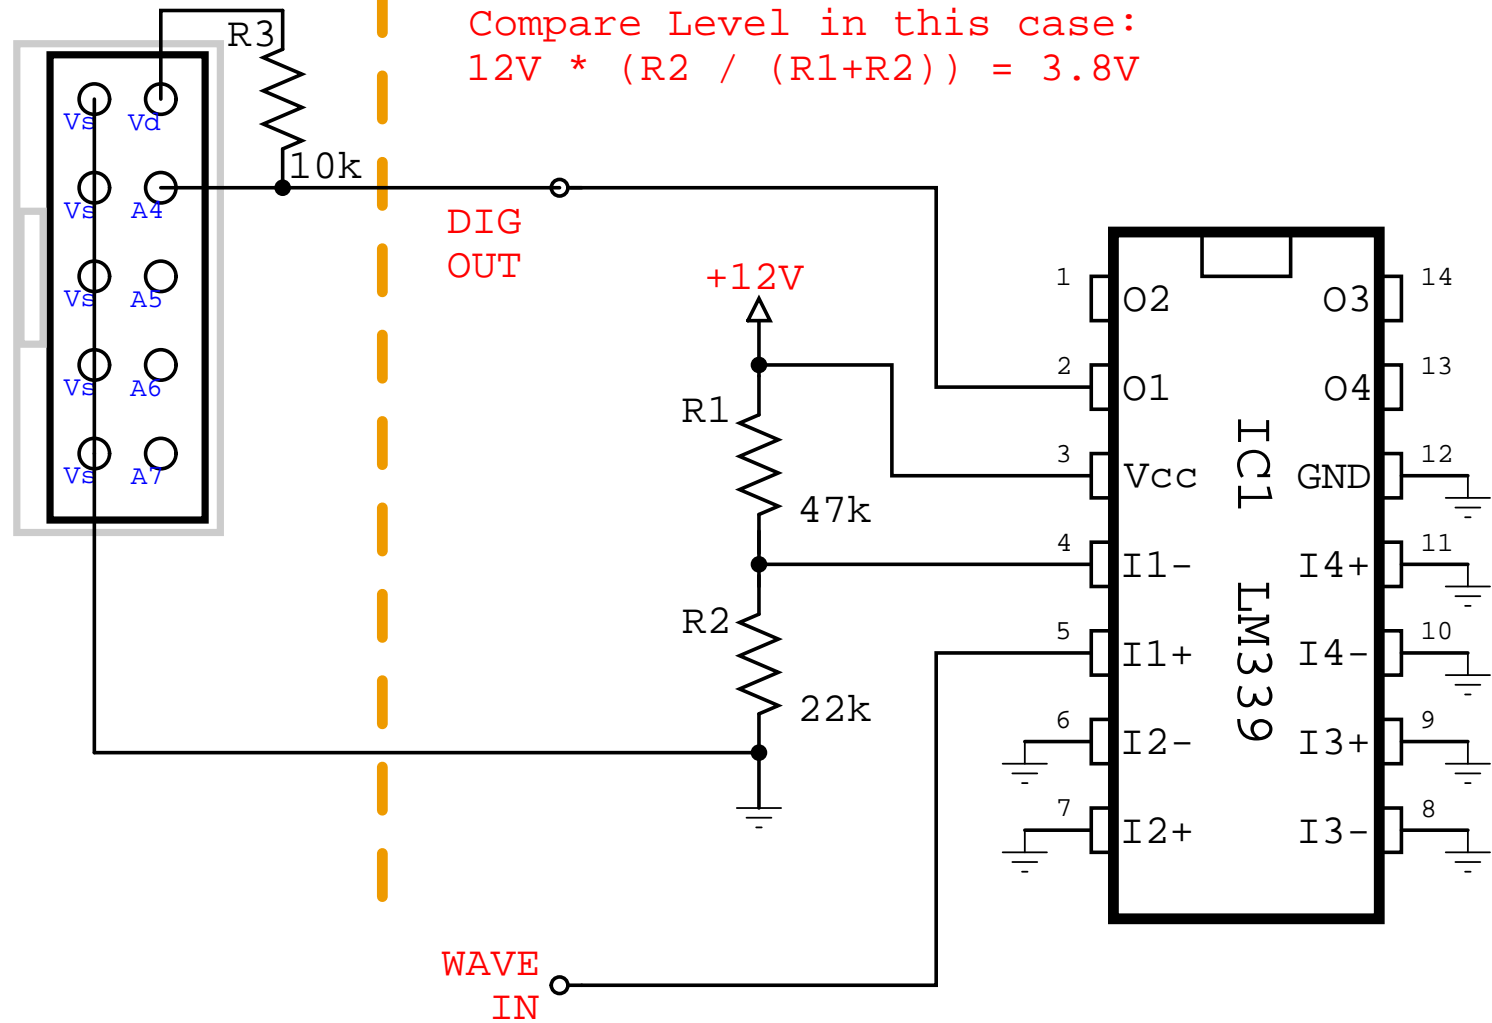 Compare Level in this case:
12V * (R2 / (R1+R2)) = 3.8V
R3
10k
Vs Vd
Vs A4
Vs A5
Vs A6
Vs A7
DIG
OUT
+12V
R1
47k
R2
22k
WAVE
IN
1 O2
2 O1
3 Vcc
4 I1-
5 I1+
6 I2-
7 I2+
IC1 LM339
O3 14
O4 13
GND 12
I4+ 11
I4- 10
I3+ 9
I3- 8